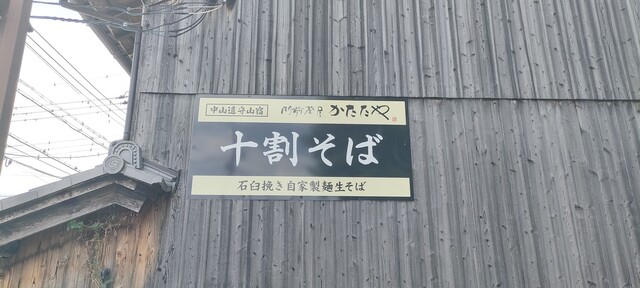 中山道守山宿 門前茶屋 かたたや
十割そば
石臼挽き自家製麺生そば